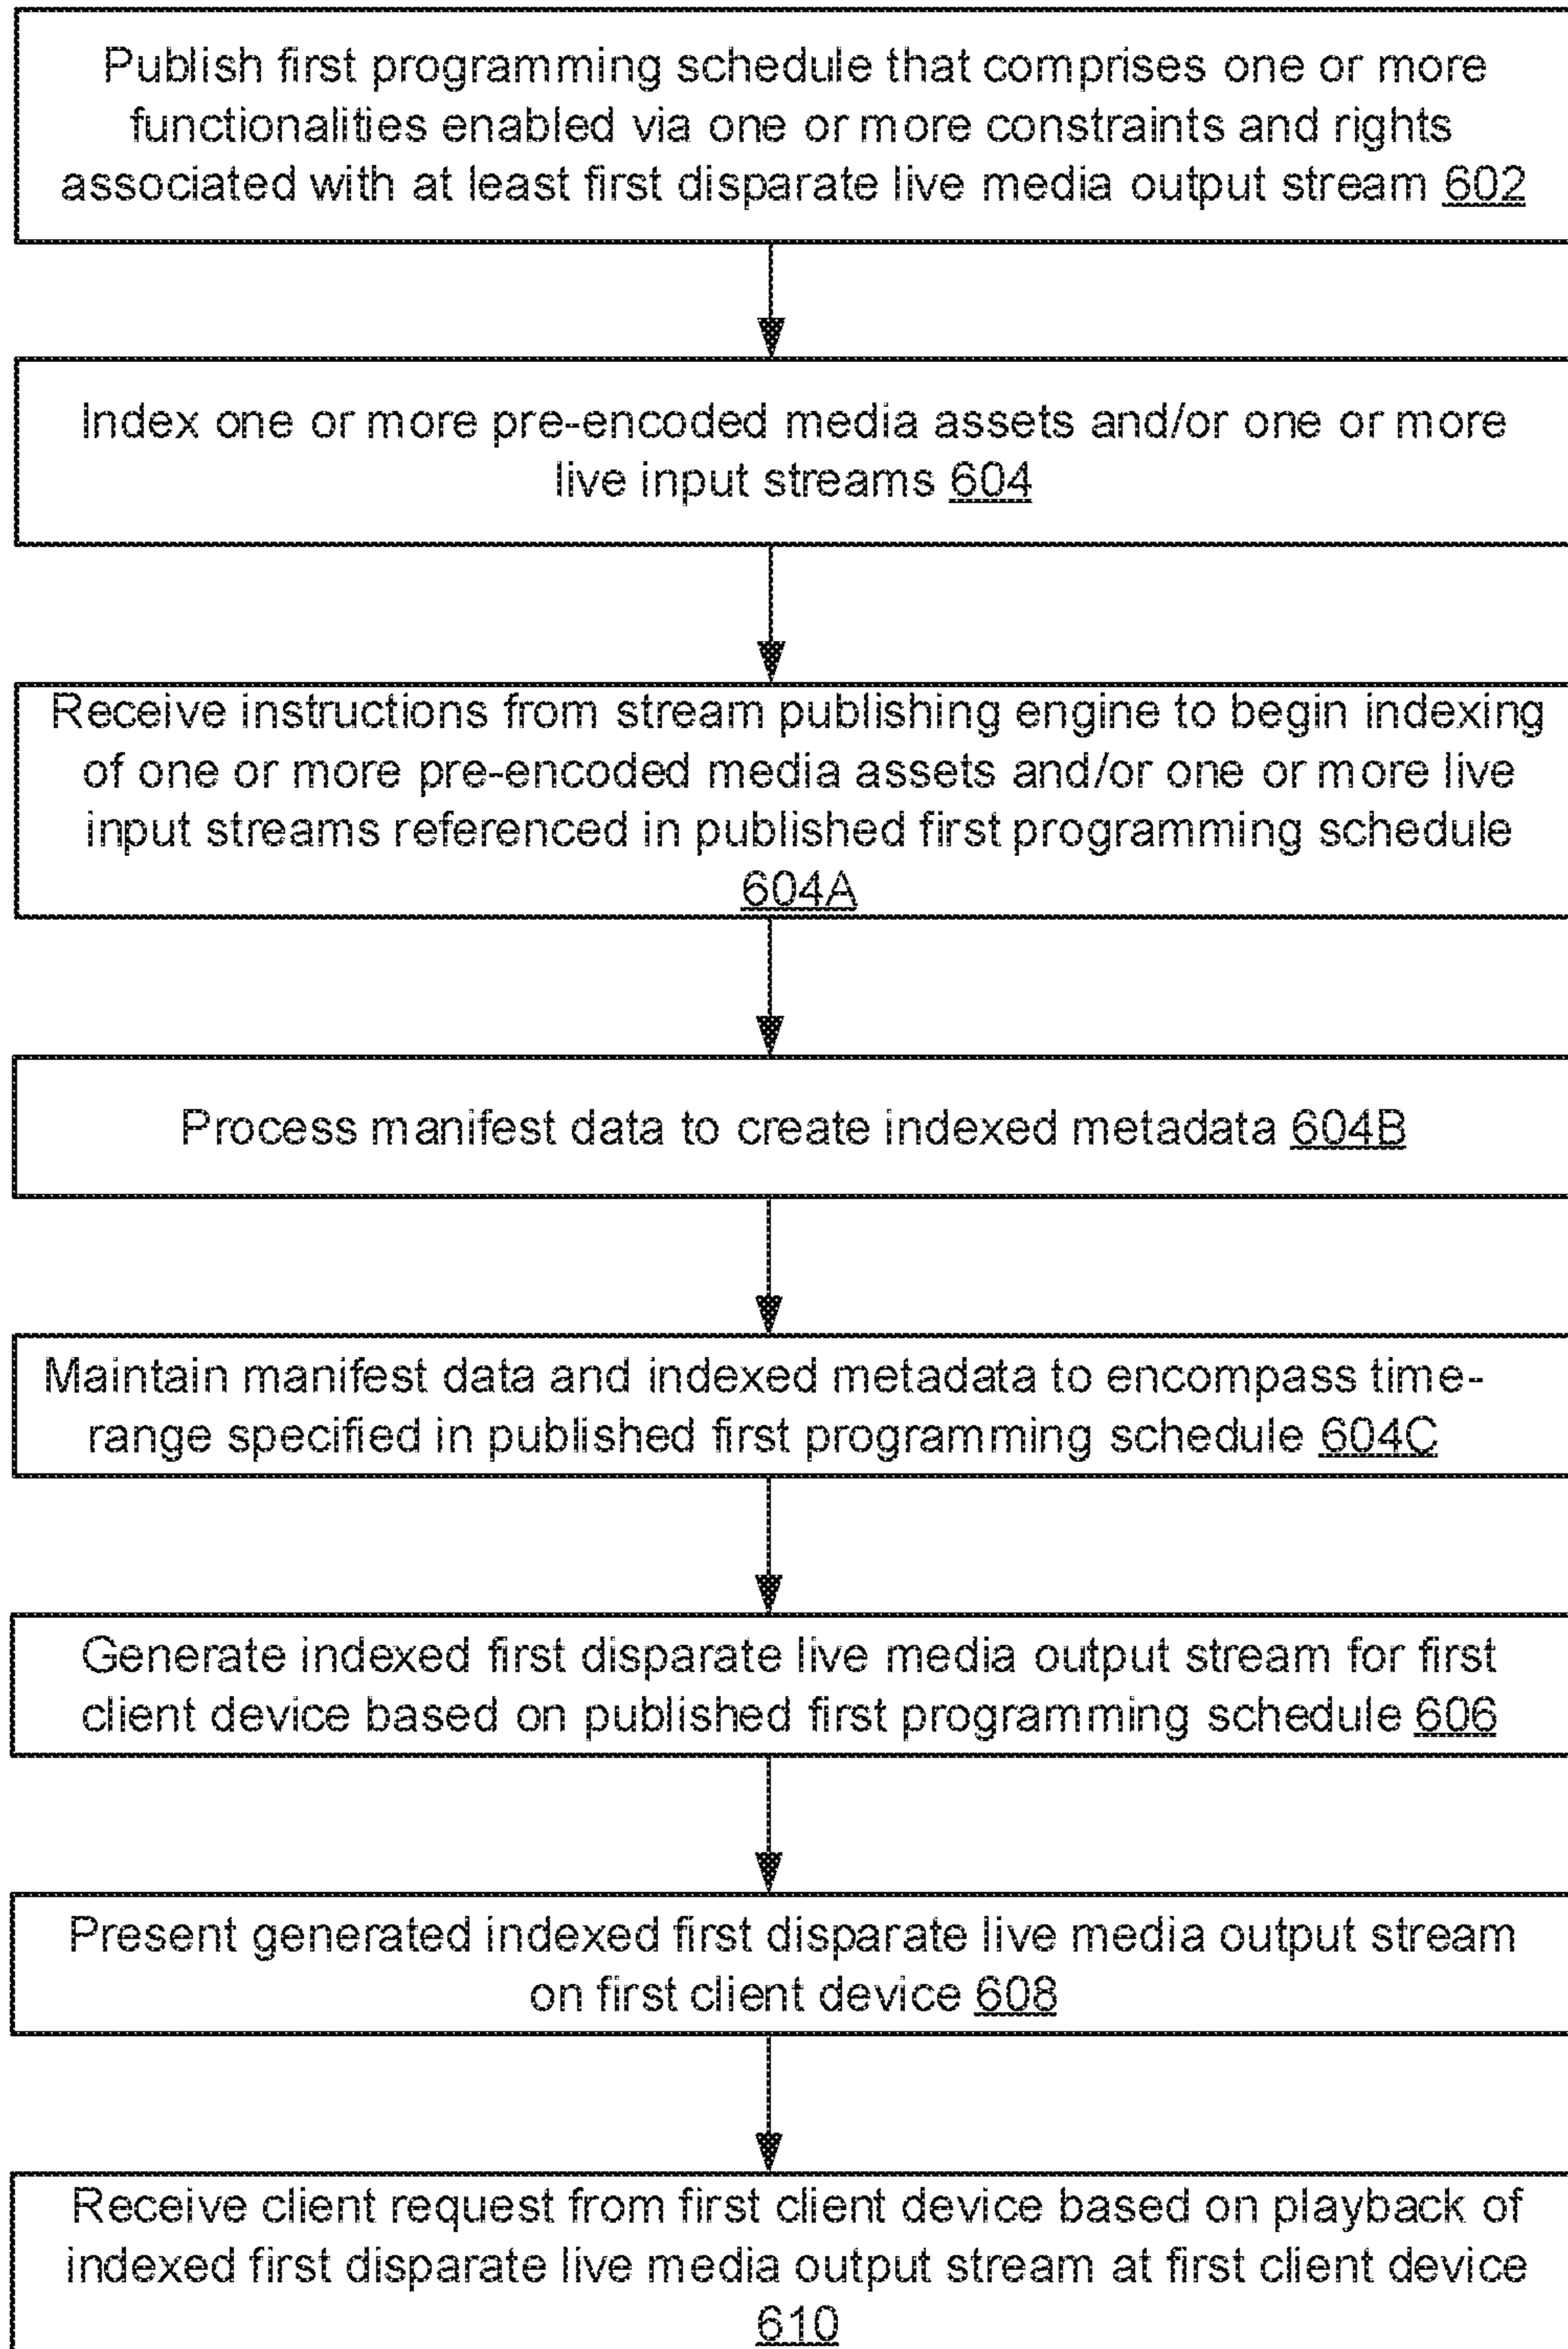 Publish first programming schedule that comprises one or more
functionalities enabled via one or more constraints and rights
associated with at least first disparate live media output stream 602
Index one or more pre-encoded media assets and/or one or more
live input streams 604
Receive instructions from stream publishing engine to begin indexing
of one or more pre-encoded media assets and/or one or more live
input streams referenced in published first programming schedule
604A
Process manifest data to create indexed metadata 604B
Maintain manifest data and indexed metadata to encompass time-
range specified in published first programming schedule 604C
Generate indexed first disparate live media output stream for first
client device based on published first programming schedule 606
Present generated indexed first disparate live media output stream
on first client device 608
Receive client request from first client device based on playback of
indexed first disparate live media output stream at first client device
610